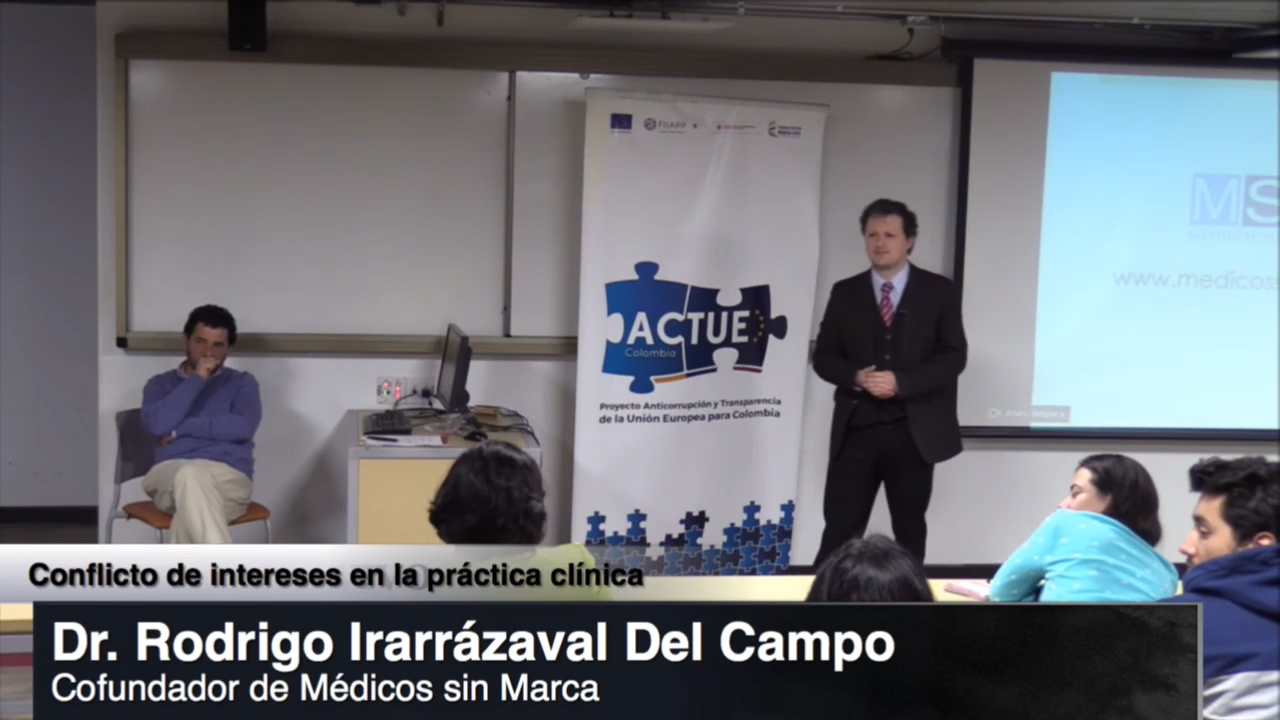 FIIAPP
MS
www.medicoss
ACTUE
Colombia
Proyecto Anticorrupción y Transparencia
de la Unión Europea para Colombia
Conflicto de intereses en la práctica clínica
Dr. Rodrigo Irarrázaval Del Campo
Cofundador de Médicos sin Marca